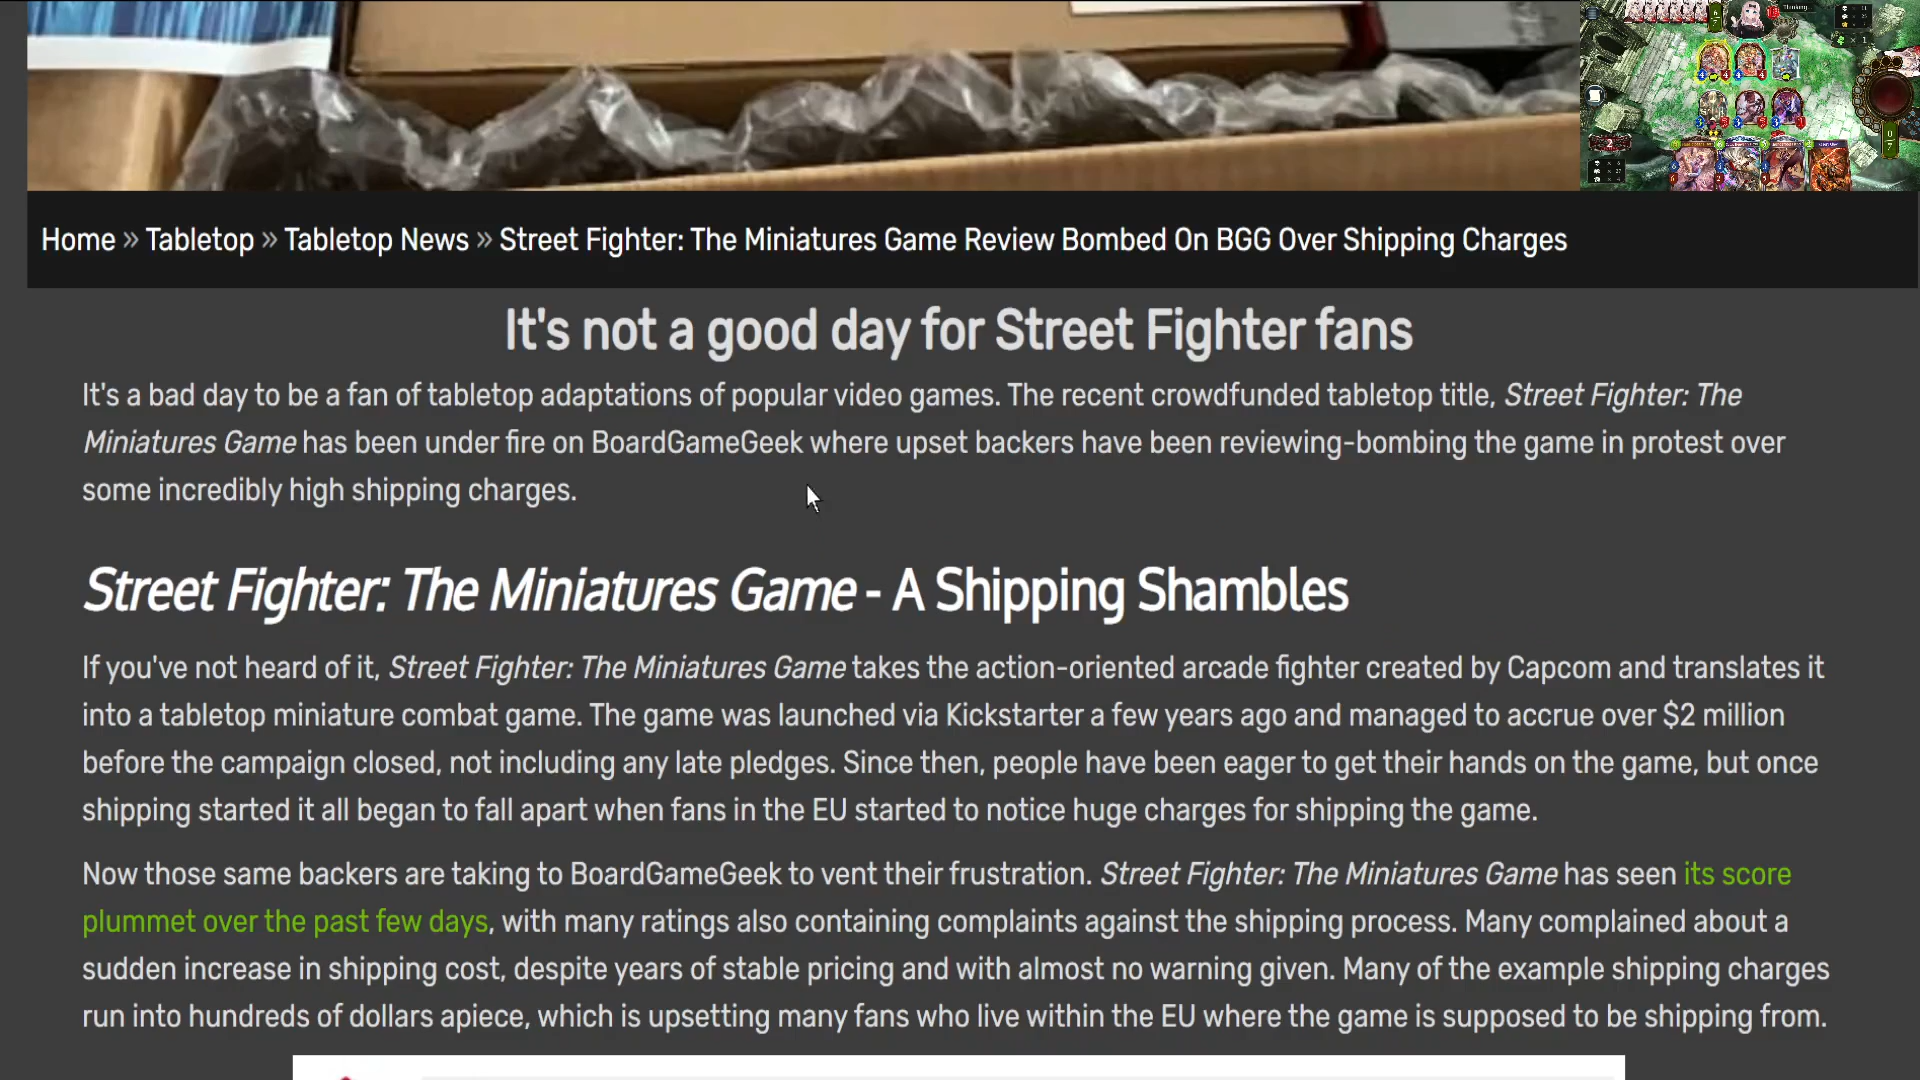 Thinking...
Home » Tabletop » Tabletop News » Street Fighter: The Miniatures Game Review Bombed On BGG Over Shipping Charges
It's not a good day for Street Fighter fans
It's a bad day to be a fan of tabletop adaptations of popular video games. The recent crowdfunded tabletop title, Street Fighter: The
Miniatures Game has been under fire on BoardGameGeek where upset backers have been reviewing-bombing the game in protest over
some incredibly high shipping charges.
Street Fighter: The Miniatures Game - A Shipping Shambles
If you've not heard of it, Street Fighter: The Miniatures Game takes the action-oriented arcade fighter created by Capcom and translates it
into a tabletop miniature combat game. The game was launched via Kickstarter a few years ago and managed to accrue over $2 million
before the campaign closed, not including any late pledges. Since then, people have been eager to get their hands on the game, but once
shipping started it all began to fall apart when fans in the EU started to notice huge charges for shipping the game.
Now those same backers are taking to BoardGameGeek to vent their frustration. Street Fighter: The Miniatures Game has seen its score
plummet over the past few days, with many ratings also containing complaints against the shipping process. Many complained about a
sudden increase in shipping cost, despite years of stable pricing and with almost no warning given. Many of the example shipping charges
run into hundreds of dollars apiece, which is upsetting many fans who live within the EU where the game is supposed to be shipping from.